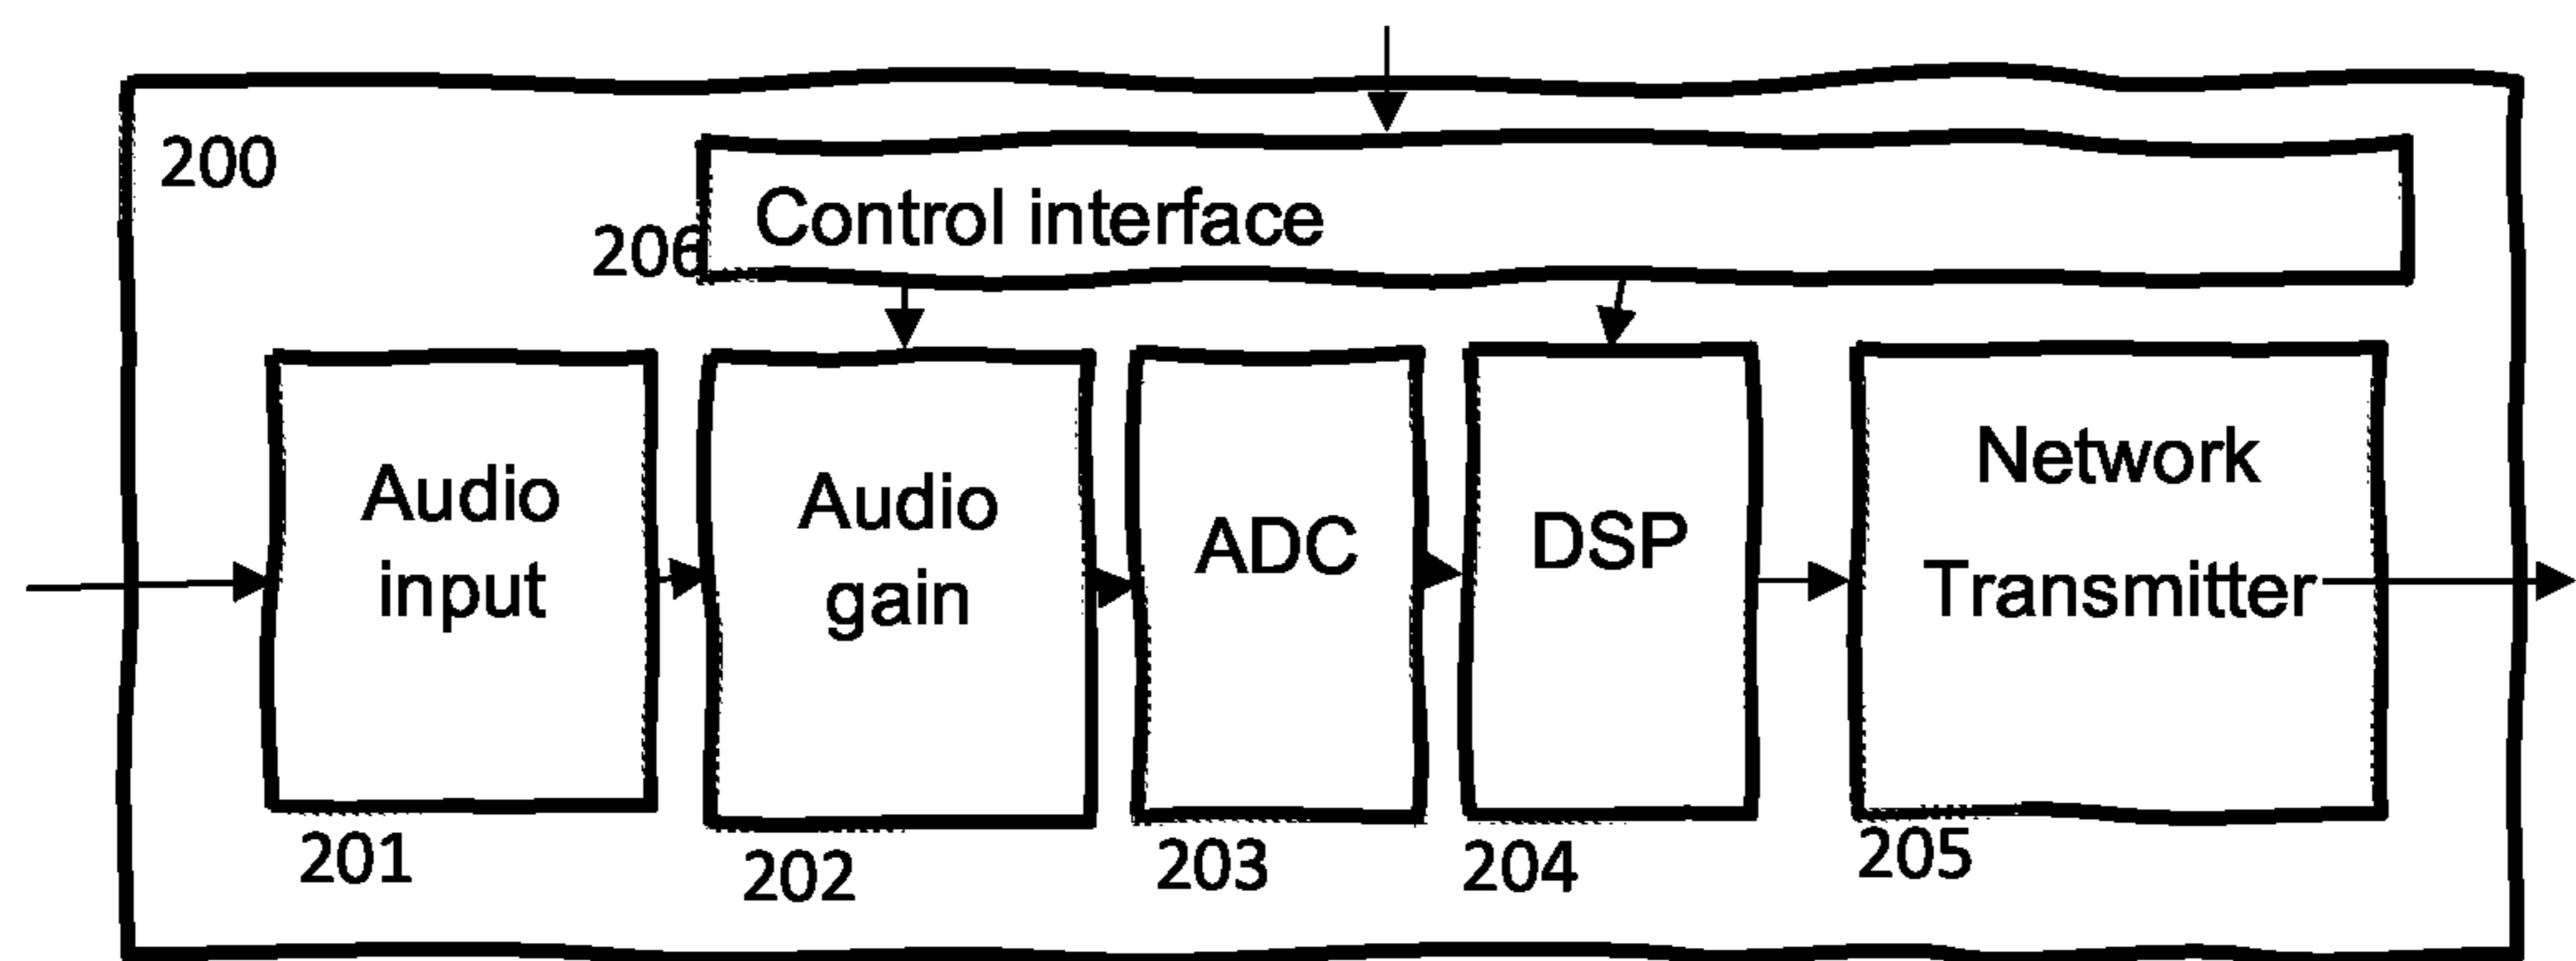 200
206
Control interface
Audio
input
Audio
gain
ADC
DSP
Network
Transmitter
201
202
203
204
205